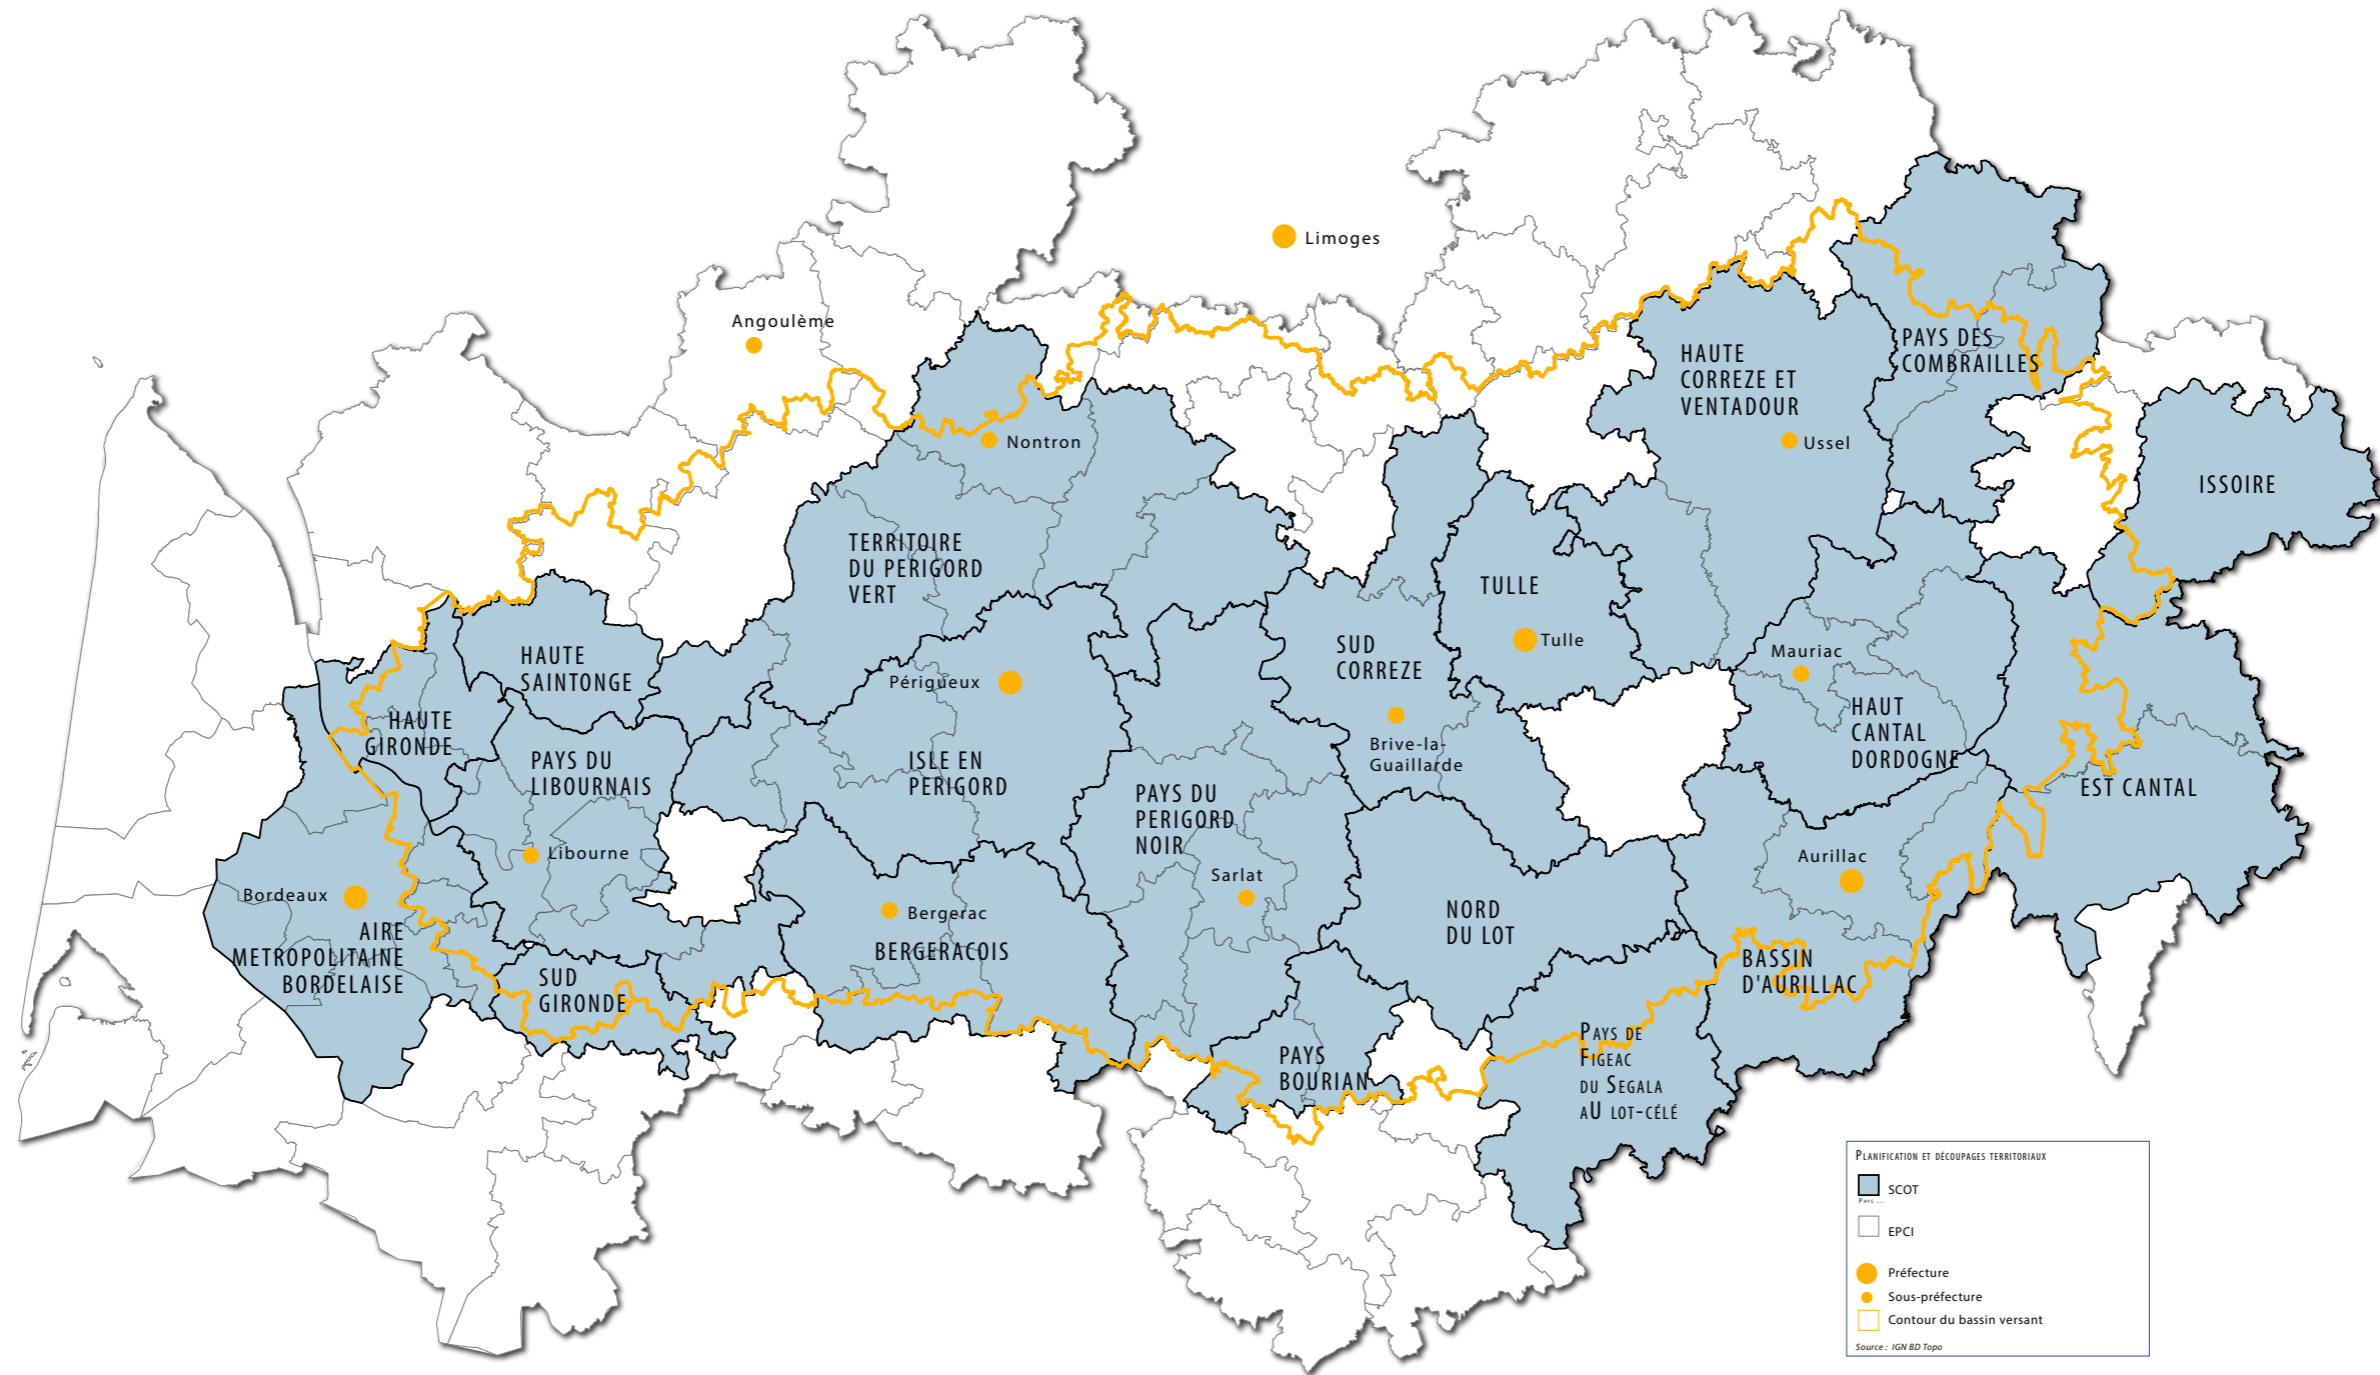 Limoges
Angoulème
HAUTE
CORREZE ET
VENTADOUR
PAYS DES
COMBRAILLES
Nontron
Ussel
ISSOIRE
TERRITOIRE
DU PERIGORD
VERT
TULLE
Tulle
HAUTE
SAINTONGE
SUD
CORREZE
Mauriac
Périgueux
HAUTE
GIRONDE
HAUT
CANTAL
DORDOGNE
Brive-la-
Guaillarde
PAYS DU
LIBOURNAIS
ISLE EN
PERIGORD
EST CANTAL
PAYS DU
PERIGORD
NOIR
Libourne
Aurillac
Sarlat
Bordeaux
Bergerac
NORD
DU LOT
AIRE
METROPOLITAINE
BORDELAISE
BERGERACOIS
BASSIN
D'AURILLAC
SUD
GIRONDE
PAYS DE
FIGEAC
DU SEGALA
AU LOT-CÉLÉ
PAYS
BOURIAN
PLANIFICATION ET DÉCOUPAGES TERRITORIAUX
SCOT
PAYS ...
EPCI
Préfecture
Sous-préfecture
Contour du bassin versant
Source : IGN BD Topo